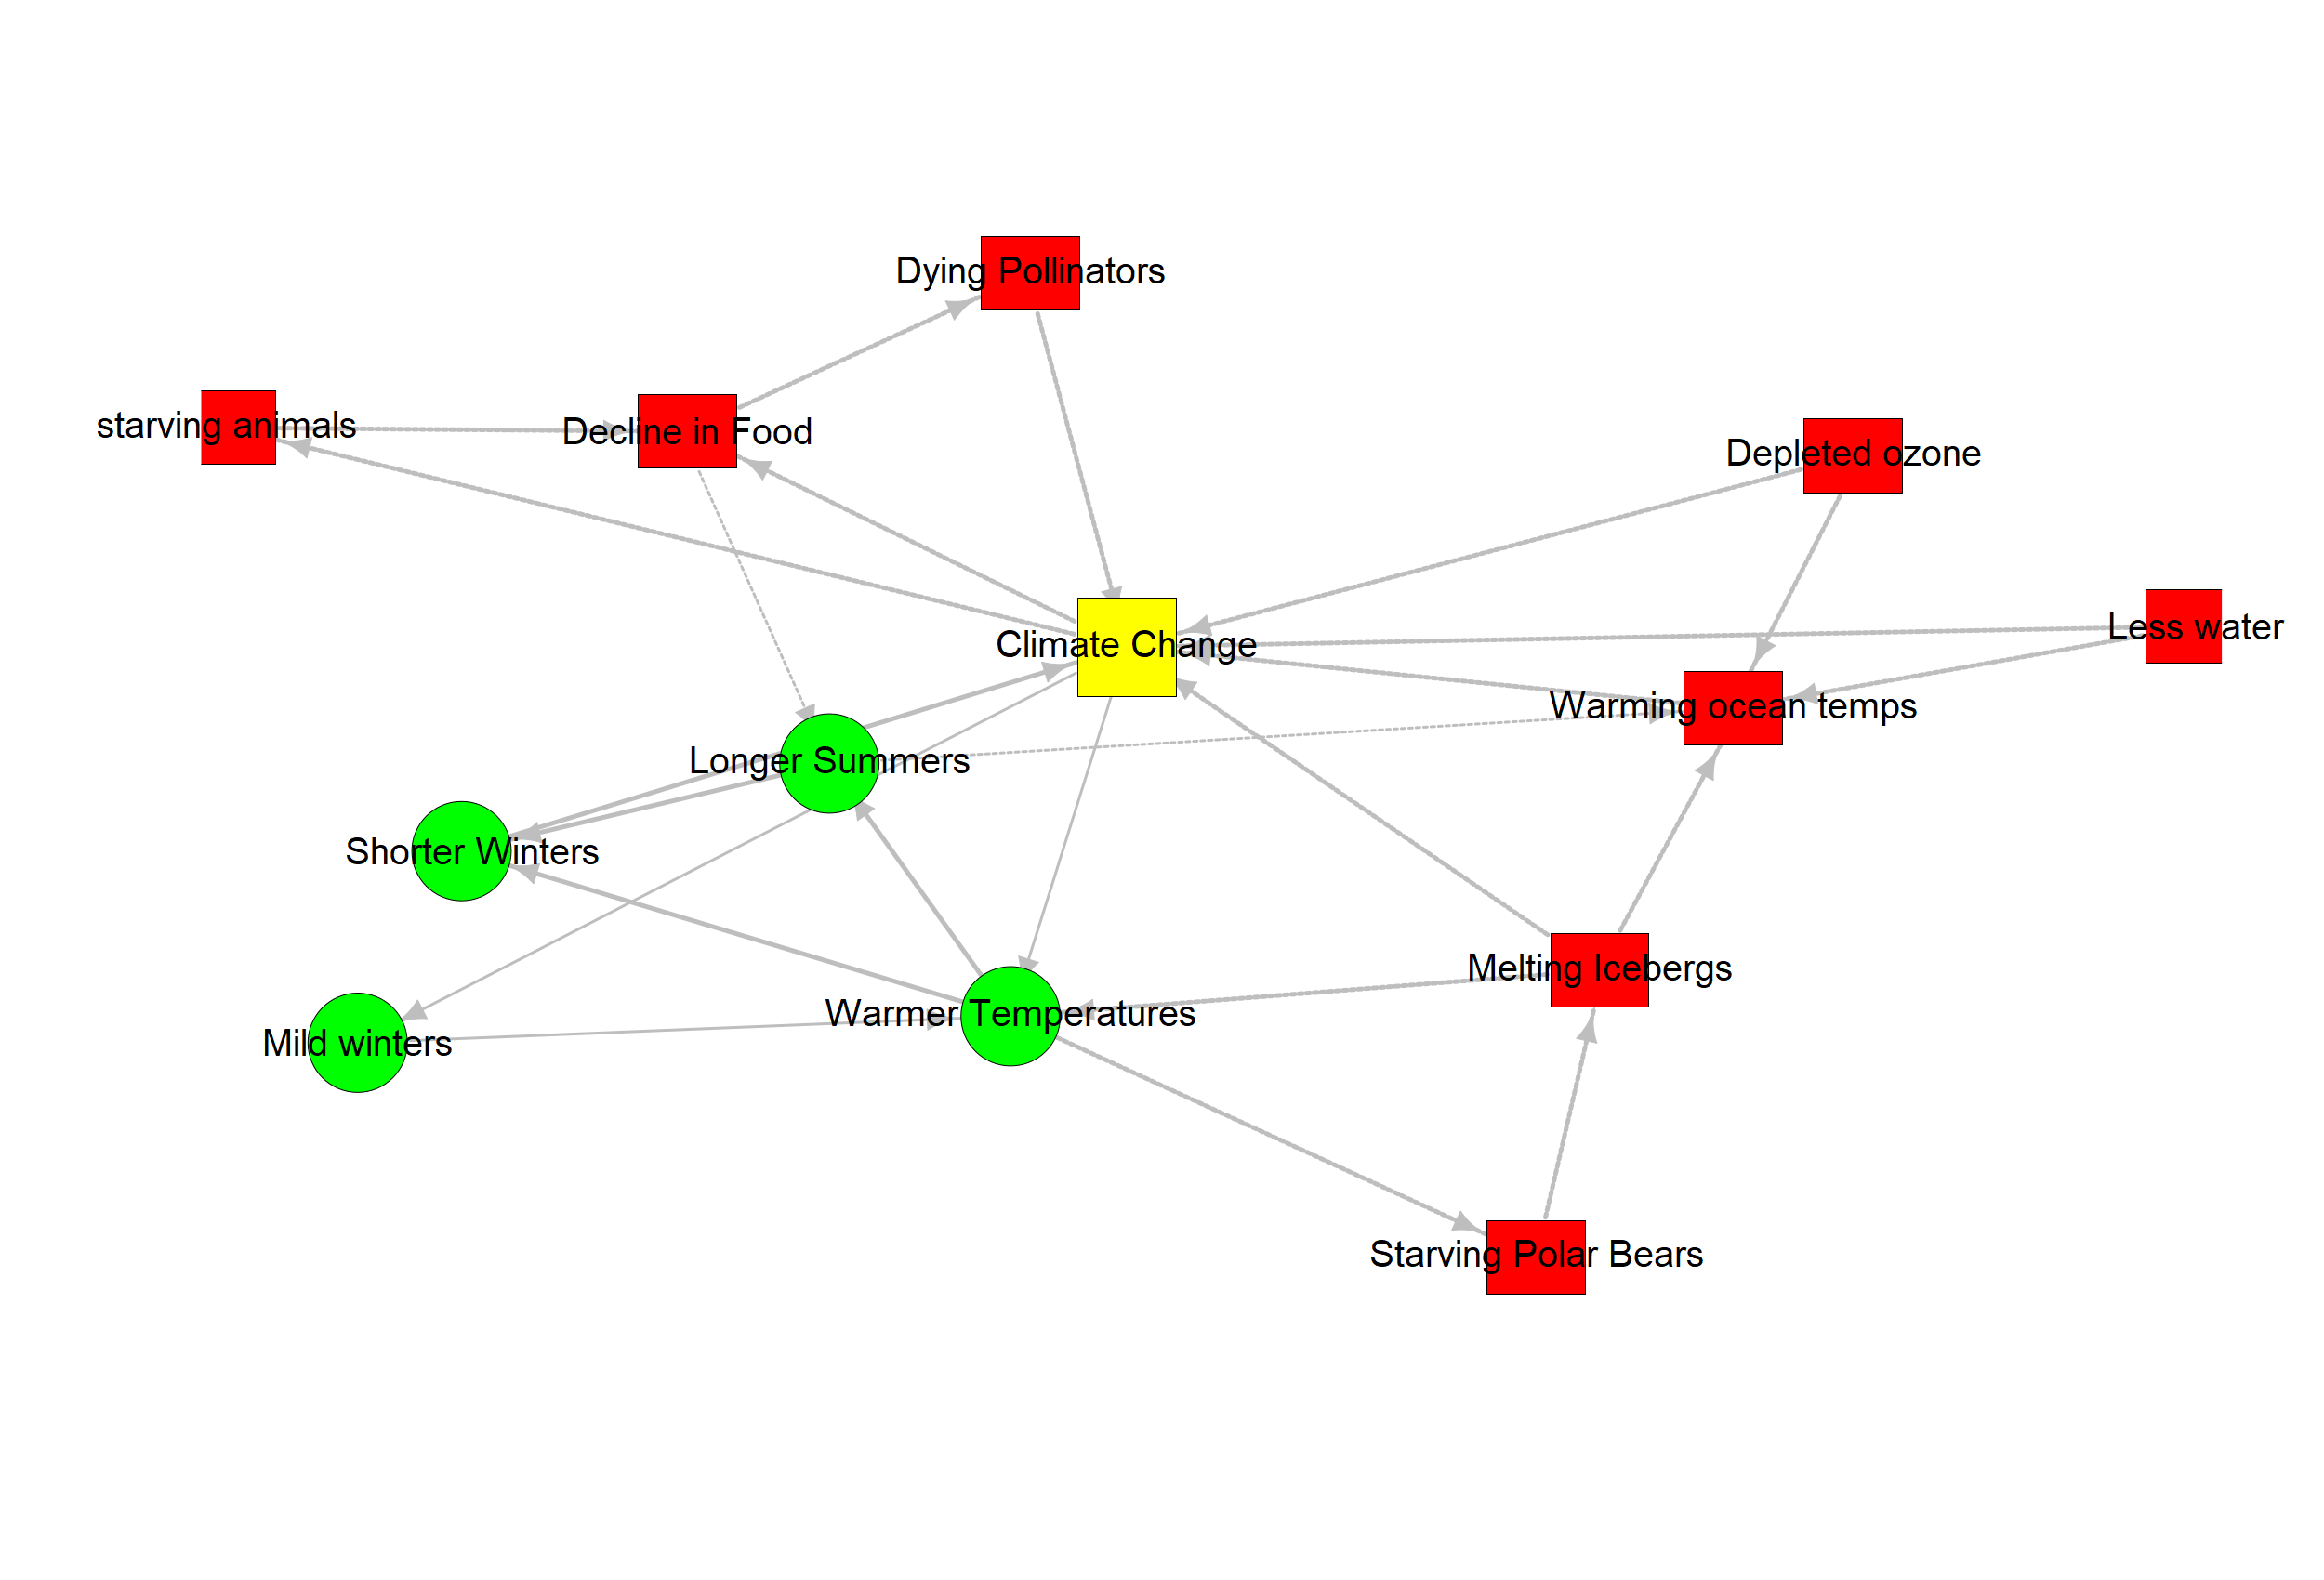 Dying Pollinators
starving animals
Decline in Food
Depleted ozone
Less water
Climate Change
Warming ocean temps
Longer Summers
Shorter Winters
Melting Icebergs
Warmer Temperatures
Mild winters
Starving Polar Bears